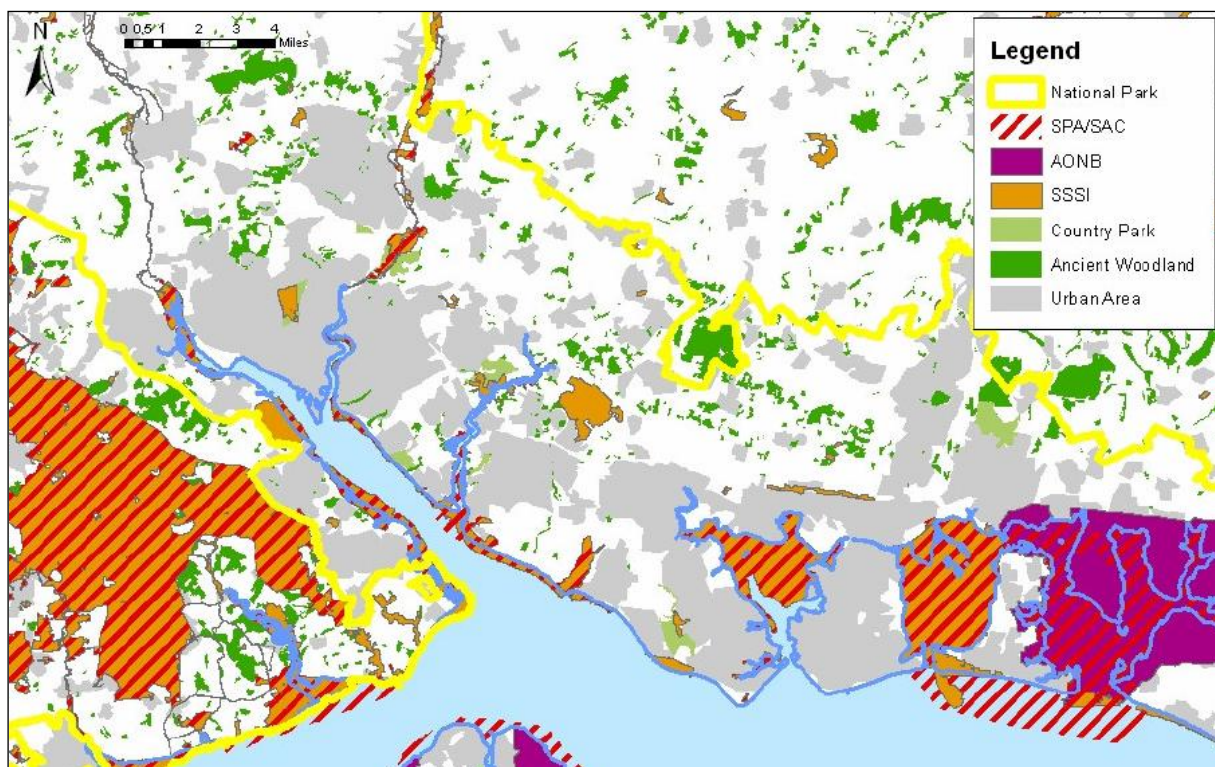 N
0 0.5 1 2 3 4
Miles
Legend
National Park
SPA/SAC
AONB
SSSI
Country Park
Ancient Woodland
Urban Area